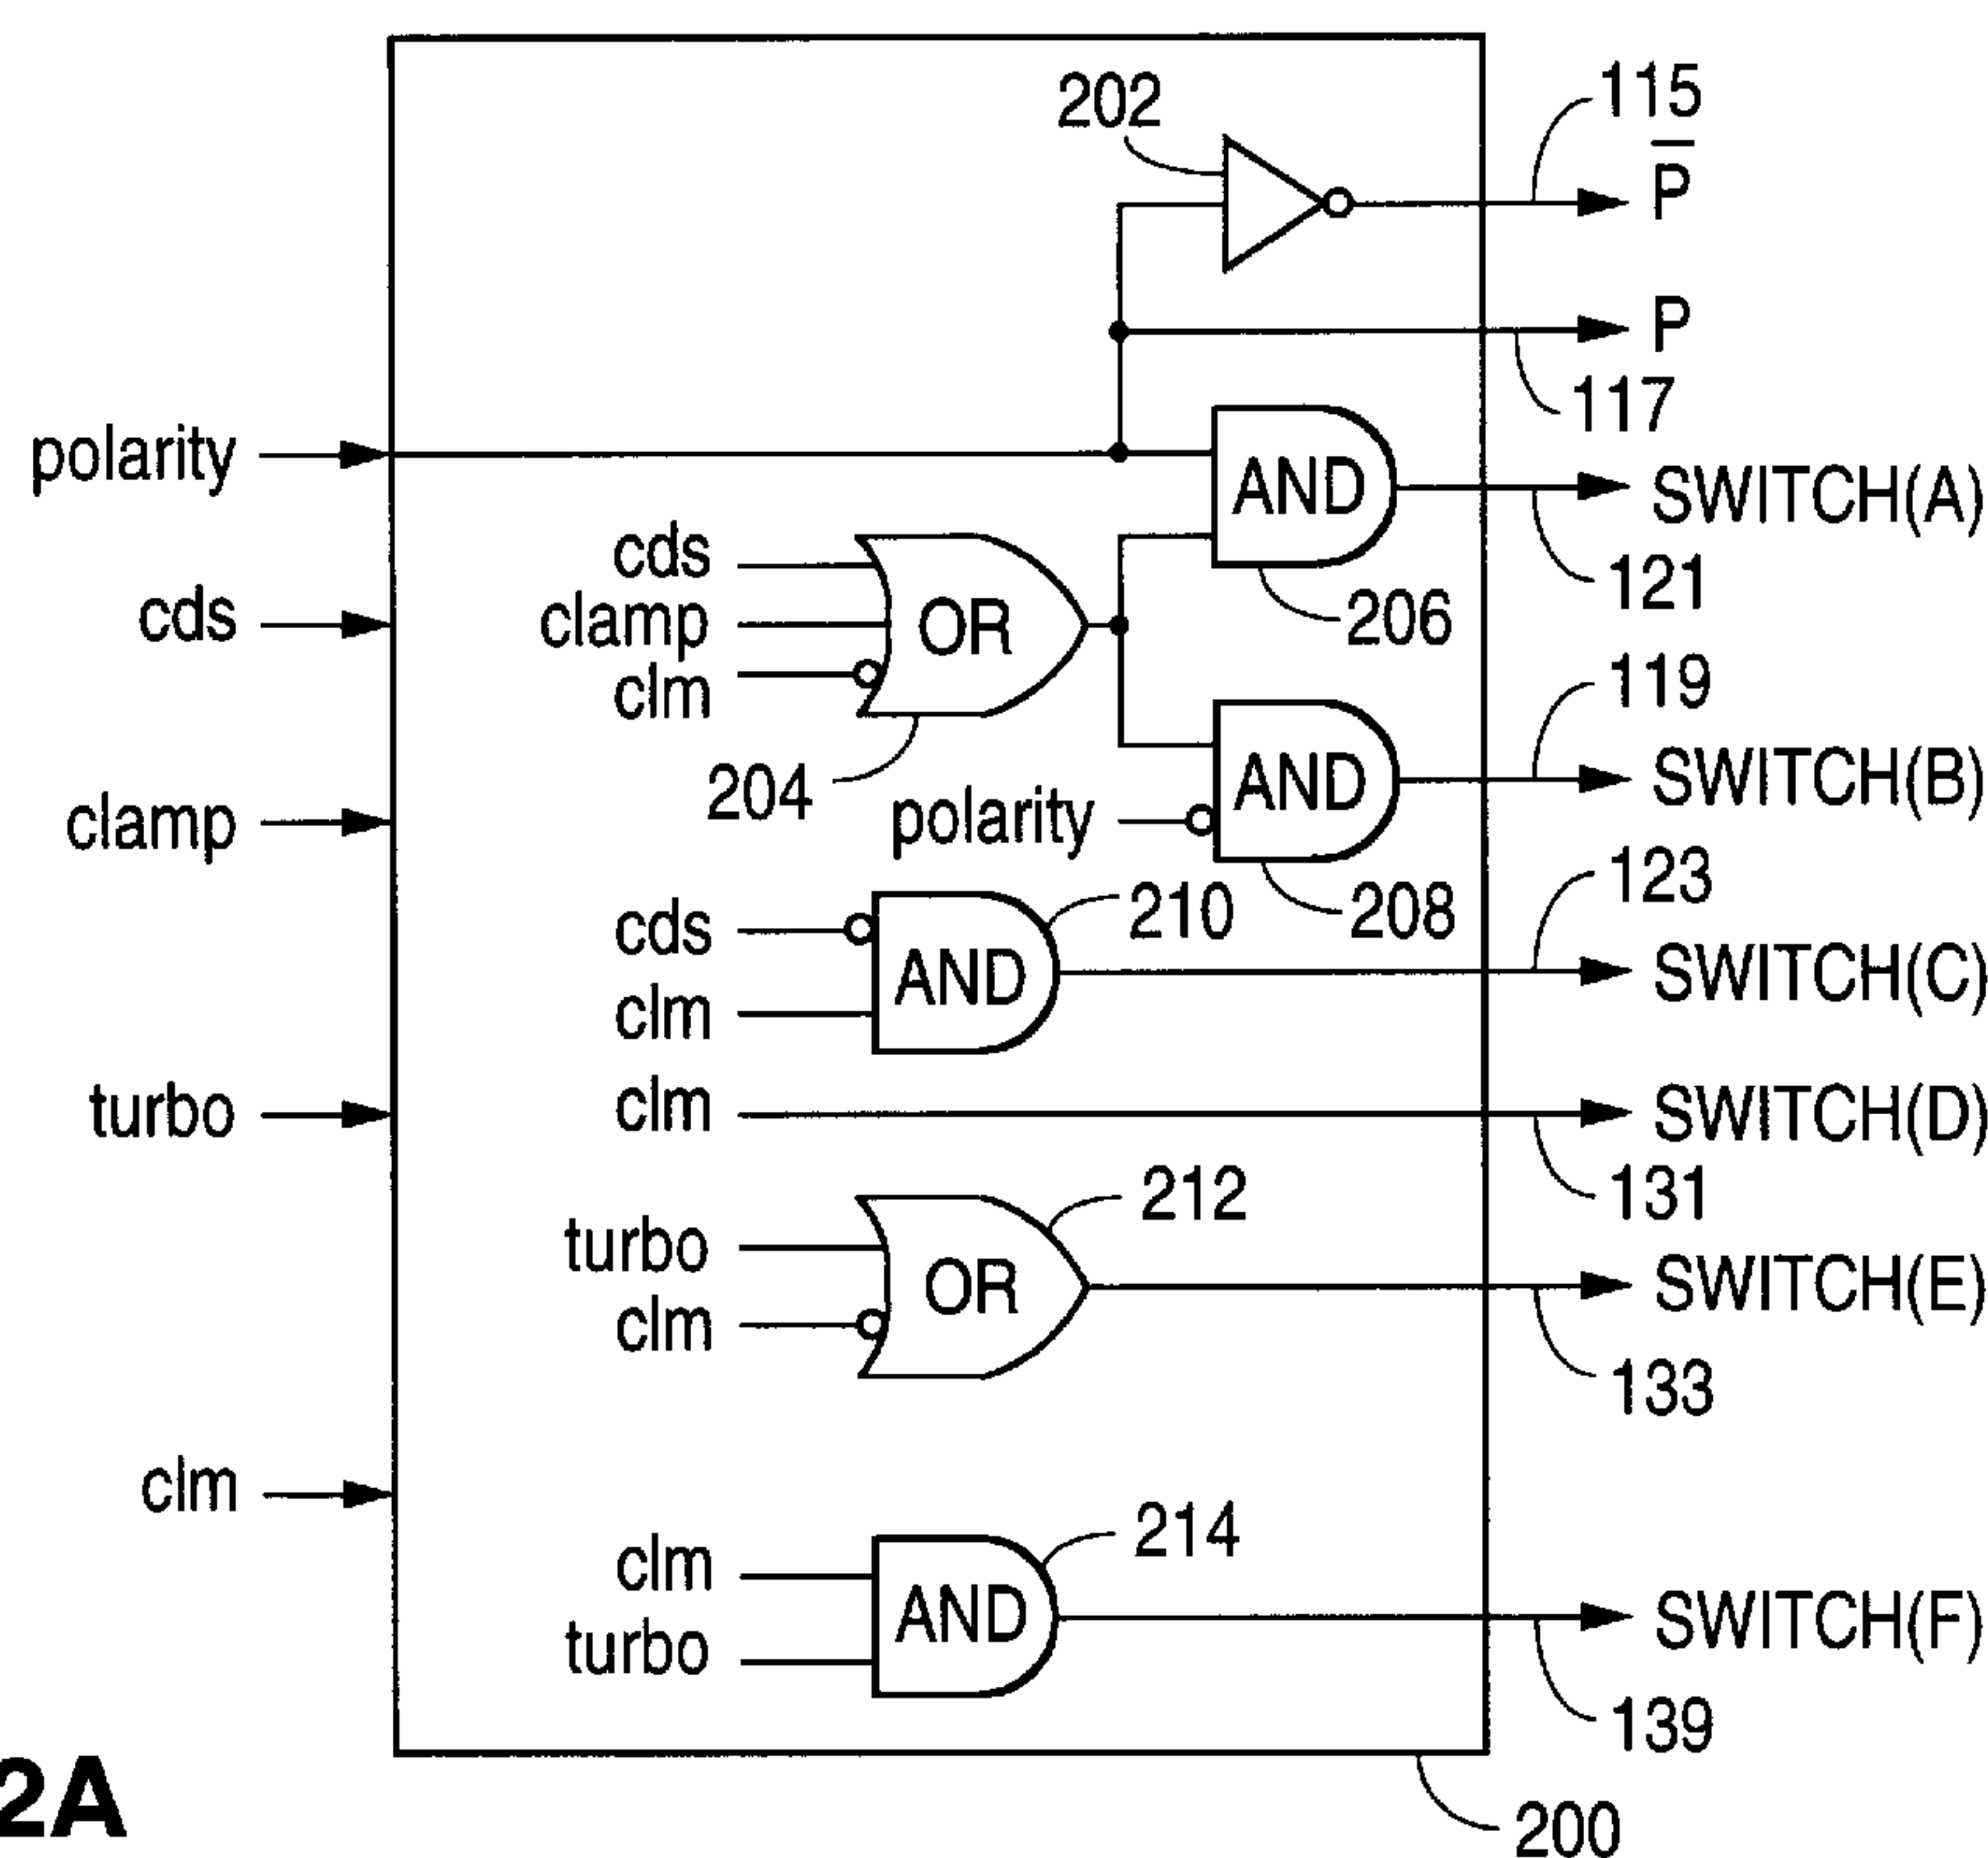 202
115
P
P
117
polarity
AND
SWITCH(A)
121
206
cds
clamp
clm
OR
204
cds
119
AND
SWITCH(B)
polarity
208
clamp
123
cds
clm
AND
210
SWITCH(C)
turbo
clm
SWITCH(D)
131
212
turbo
clm
OR
SWITCH(E)
133
clm
214
clm
turbo
AND
SWITCH(F)
139
200
2A